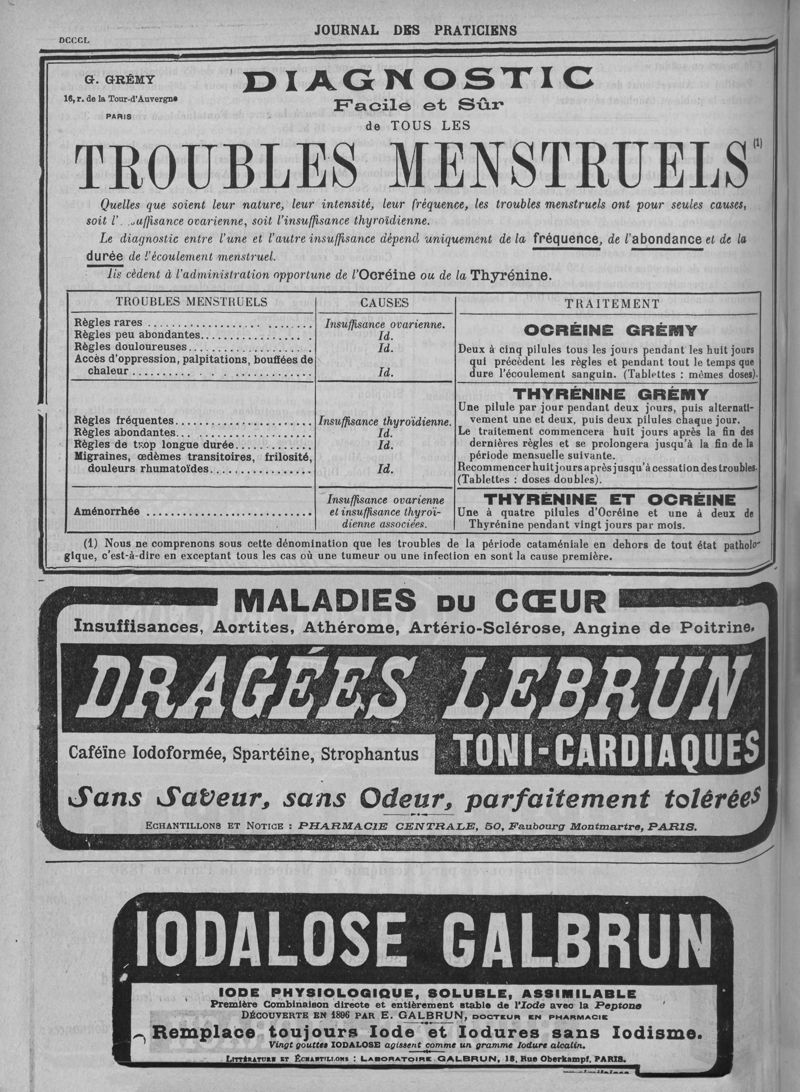 JOURNAL DES PRATICIENS
DCCCL
G. GRÉMY
16, r. de la Tour-d'Auvergne
PARIS
DIAGNOSTIC
Facile et Sûr
de TOUS LES
TROUBLES MENSTRUELS (1)
Quelles que soient leur nature, leur intensité, leur fréquence, les troubles menstruels ont pour seules causes,
soit l' uffisance ovarienne, soit l'insuffisance thyroïdienne.
Le diagnostic entre l'une et l'autre insuffisance dépend uniquement de la fréquence, de l'abondance et de la
durée de l'écoulement menstruel.
Ils cèdent à l'administration opportune de l'Ocréine ou de la Thyrénine.
TROUBLES MENSTRUELS
CAUSES
TRAITEMENT
Règles rares
Insuffisance ovarienne.
Règles peu abondantes
Id.
Règles douloureuses
Id.
Accès d'oppression, palpitations, bouffées de
chaleur
Id.
OCRÉINE GRÉMY
Deux à cinq pilules tous les jours pendant les huit jours
qui précèdent les règles et pendant tout le temps que
dure l'écoulement sanguin. (Tablettes : mêmes doses).
Règles fréquentes
Insuffisance thyroïdienne.
Règles abondantes
Id.
Règles de trop longue durée
Id.
Migraines, œdèmes transitoires, frilosité,
douleurs rhumatoïdes
Id.
THYRÉNINE GRÉMY
Une pilule par jour pendant deux jours, puis alternati-
vement une et deux, puis deux pilules chaque jour.
Le traitement commencera huit jours après la fin des
dernières règles et se prolongera jusqu'à la fin de la
période mensuelle suivante.
Recommencer huit jours après jusqu'à cessation des troubles.
(Tablettes : doses doubles).
Aménorrhée
Insuffisance ovarienne
et insuffisance thyroï-
dienne associées.
THYRÉNINE ET OCRÉINE
Une à quatre pilules d'Ocréine et une à deux de
Thyrénine pendant vingt jours par mois.
(1) Nous ne comprenons sous cette dénomination que les troubles de la période cataméniale en dehors de tout état patholo-
gique, c'est-à-dire en exceptant tous les cas où une tumeur ou une infection en sont la cause première.
MALADIES DU CŒUR
Insuffisances, Aortites, Athérome, Artério-Sclérose, Angine de Poitrine.
DRAGÉES LEBRUN
TONI-CARDIAQUES
Caféïne Iodoformée, Spartéine, Strophantus
Sans Saveur, sans Odeur, parfaitement tolérées
ECHANTILLONS ET NOTICE : PHARMACIE CENTRALE, 50, Faubourg Montmartre, PARIS.
IODALOSE GALBRUN
IODE PHYSIOLOGIQUE, SOLUBLE, ASSIMILABLE
Première Combinaison directe et entièrement stable de l'Iode avec la Peptone
DÉCOUVERTE EN 1896 PAR E. GALBRUN, DOCTEUR EN PHARMACIE
Remplace toujours Iode et Iodures sans Iodisme.
Vingt gouttes IODALOSE agissent comme un gramme Iodure alcalin.
LITTÉRATURE ET ÉCHANTILLONS : LABORATOIRE GALBRUN, 18, Rue Oberkampf, PARIS.